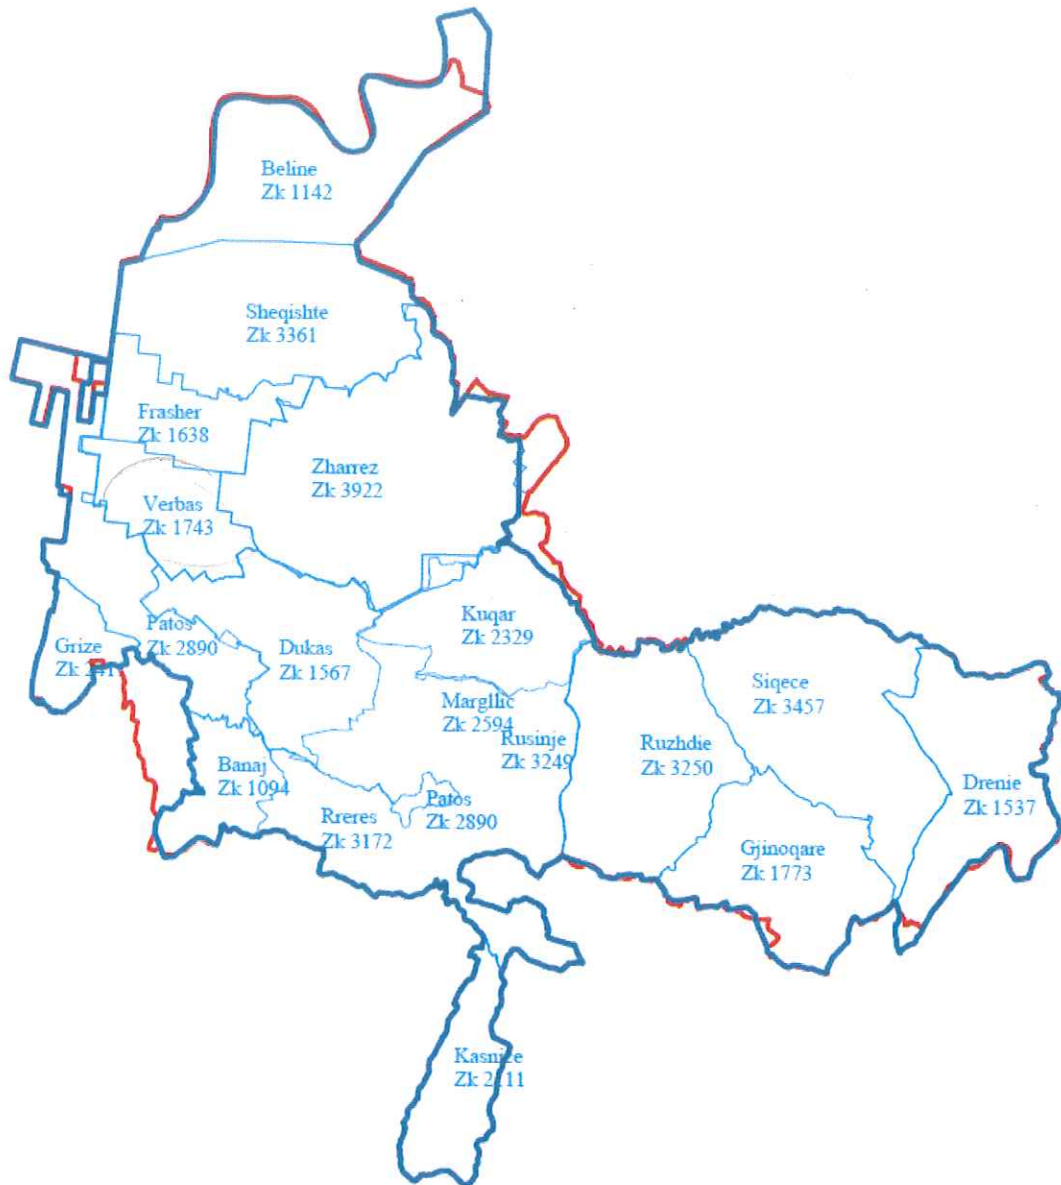 Beline
Zk 1142
Sheqishte
Zk 3361
Frasher
Zk 1638
Zharrez
Zk 3922
Verbas
Zk 1743
Kuqar
Zk 2329
Patos
Zk 2890
Grize
Dukas
Zk 1567
Siqece
Zk 3457
Margllic
Zk 2594
Rusinje
Zk 3249
Ruzhdie
Zk 3250
Banaj
Zk 1094
Drenie
Zk 1537
Patos
Zk 2890
Rreres
Zk 3172
Gjinoqare
Zk 1773
Kasnice